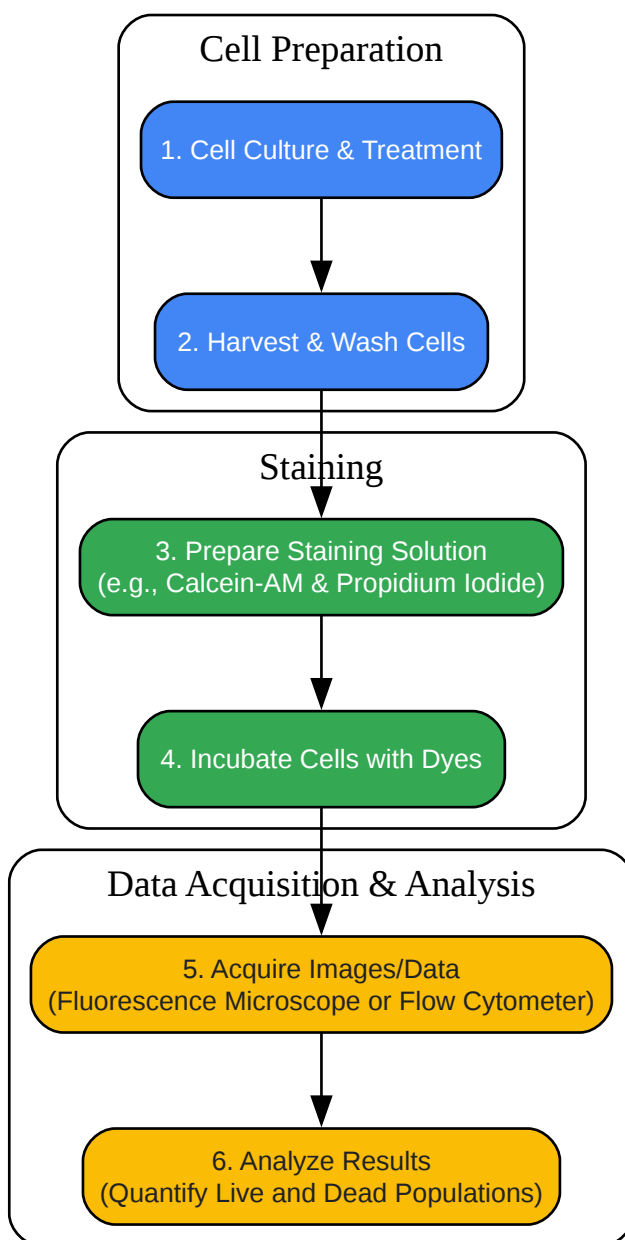 Cell Preparation
1. Cell Culture & Treatment
2. Harvest & Wash Cells
Staining
3. Prepare Staining Solution
(e.g., Calcein-AM & Propidium Iodide)
4. Incubate Cells with Dyes
Data Acquisition & Analysis
5. Acquire Images/Data
(Fluorescence Microscope or Flow Cytometer)
6. Analyze Results
(Quantify Live and Dead Populations)